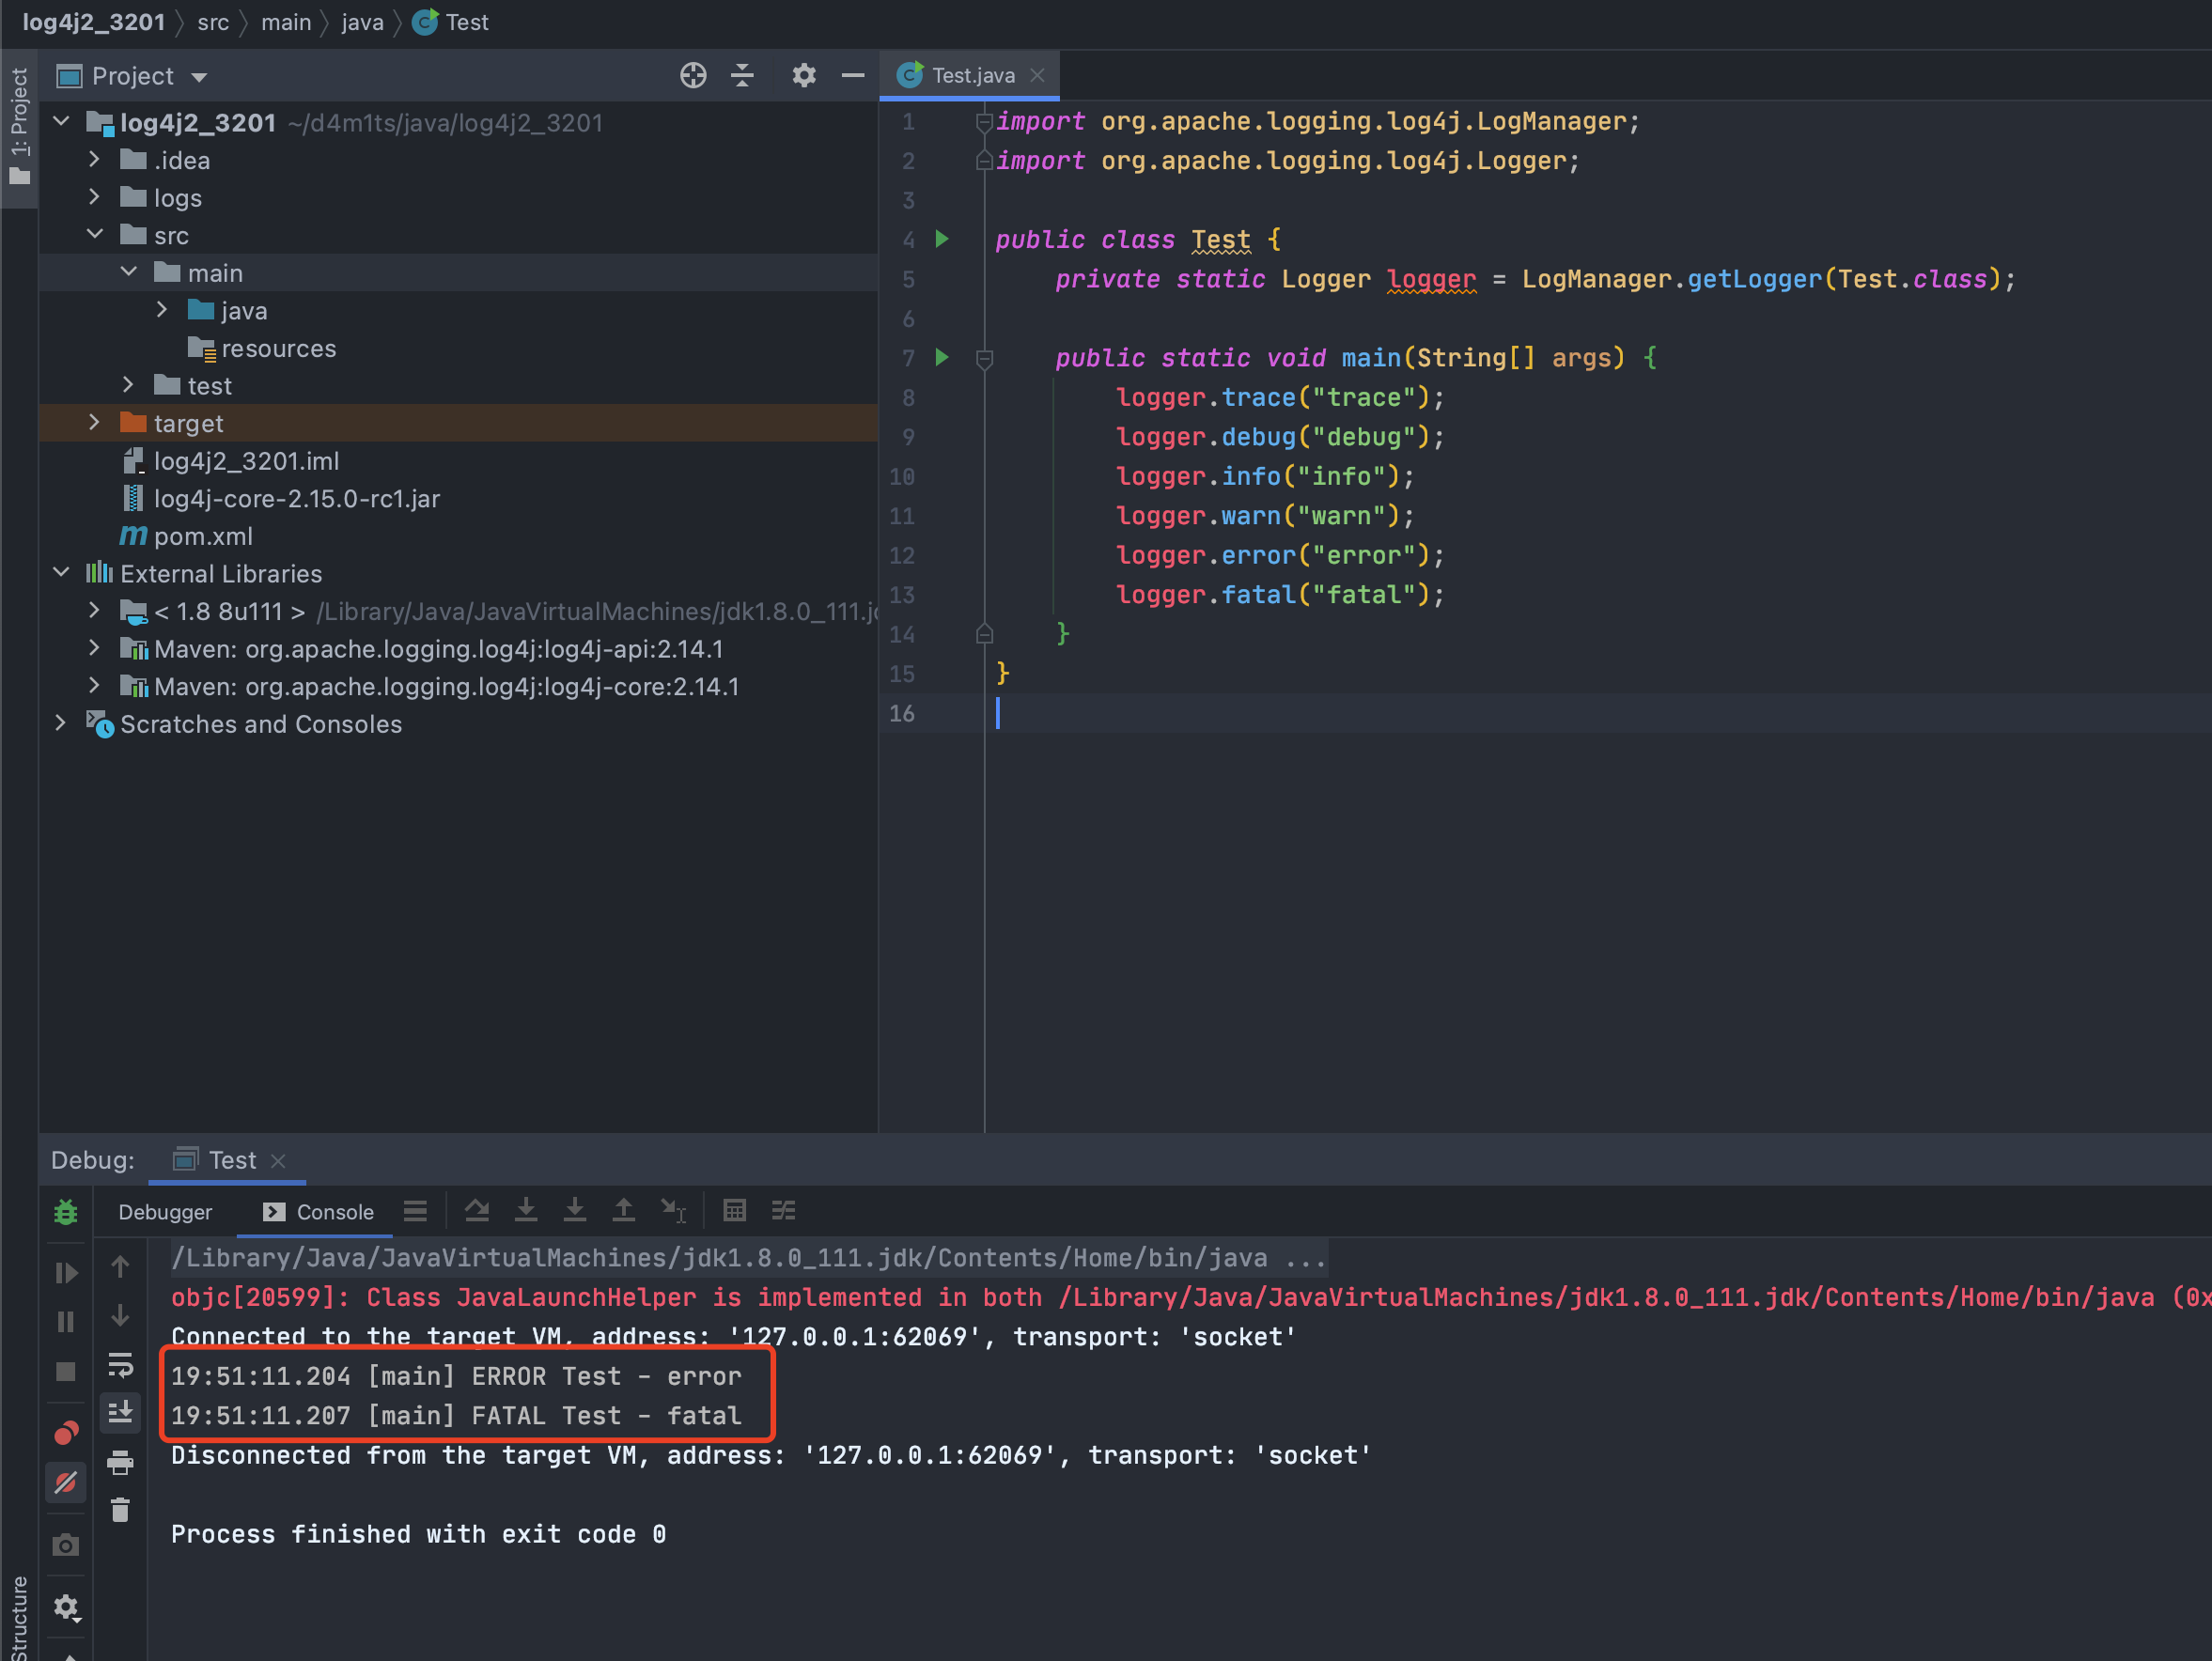 log4j2_3201 src main java Test
1: Project
Project
log4j2_3201 ~/d4m1ts/java/log4j2_3201
.idea
logs
src
main
java
resources
test
target
log4j2_3201.iml
log4j-core-2.15.0-rc1.jar
pom.xml
External Libraries
< 1.8 8u111 > /Library/Java/JavaVirtualMachines/jdk1.8.0_111.jd
Maven: org.apache.logging.log4j:log4j-api:2.14.1
Maven: org.apache.logging.log4j:log4j-core:2.14.1
Scratches and Consoles
Test.java
1 import org.apache.logging.log4j.LogManager;
2 import org.apache.logging.log4j.Logger;
3
4 public class Test {
5 private static Logger logger = LogManager.getLogger(Test.class);
6
7 public static void main(String[] args) {
8 logger.trace("trace");
9 logger.debug("debug");
10 logger.info("info");
11 logger.warn("warn");
12 logger.error("error");
13 logger.fatal("fatal");
14 }
15 }
16
Debug: Test
Debugger Console
/Library/Java/JavaVirtualMachines/jdk1.8.0_111.jdk/Contents/Home/bin/java ...
objc[20599]: Class JavaLaunchHelper is implemented in both /Library/Java/JavaVirtualMachines/jdk1.8.0_111.jdk/Contents/Home/bin/java (0x
Connected to the target VM, address: '127.0.0.1:62069', transport: 'socket'
19:51:11.204 [main] ERROR Test - error
19:51:11.207 [main] FATAL Test - fatal
Disconnected from the target VM, address: '127.0.0.1:62069', transport: 'socket'
Process finished with exit code 0
Structure